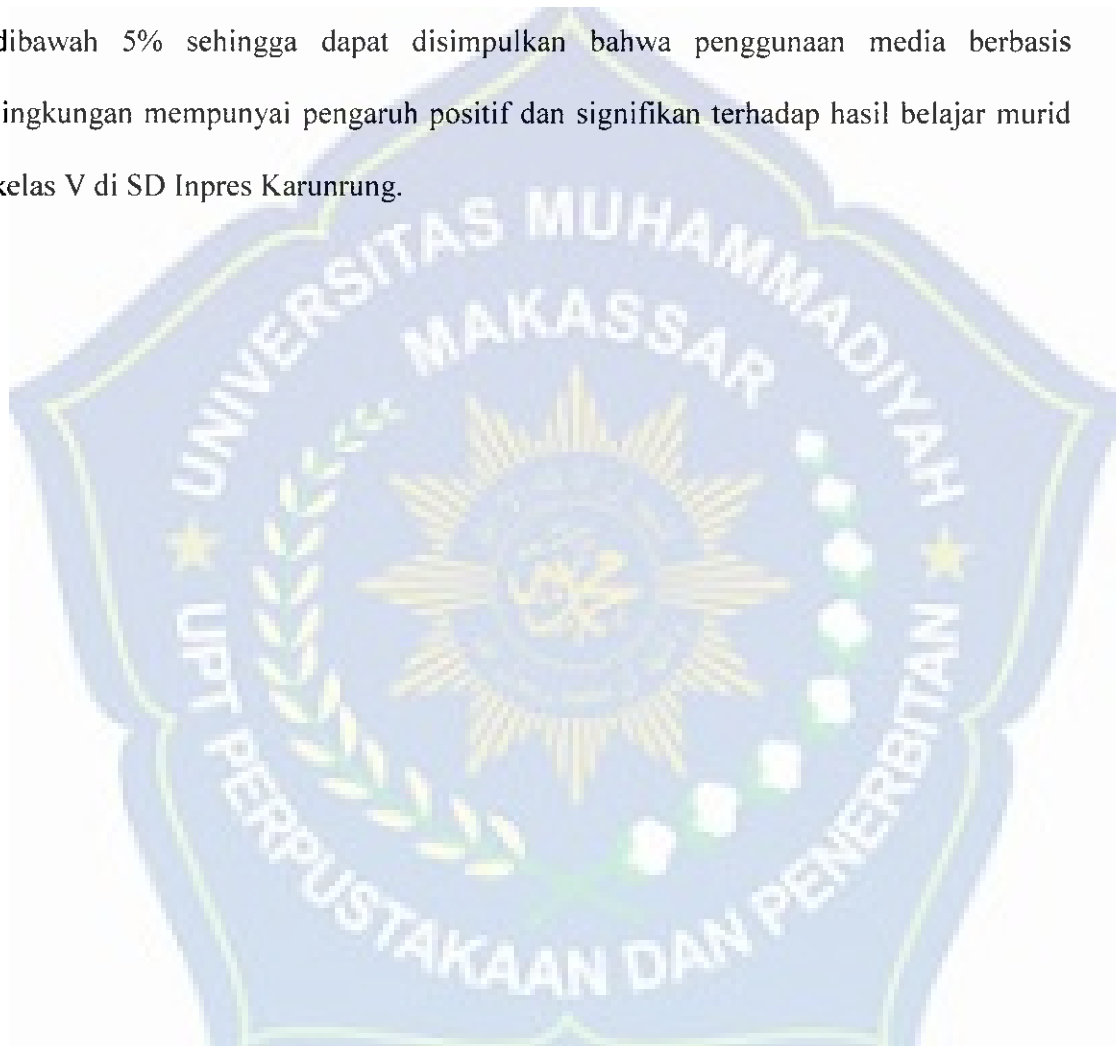 dibawah 5% sehingga dapat disimpulkan bahwa penggunaan media berbasis
lingkungan mempunyai pengaruh positif dan signifikan terhadap hasil belajar murid
kelas V di SD Inpres Karunrung.
UNIVERSITAS MUHAMMADIYAH
MAKASSAR
UPT PERPUSTAKAAN DAN PENERBITAN